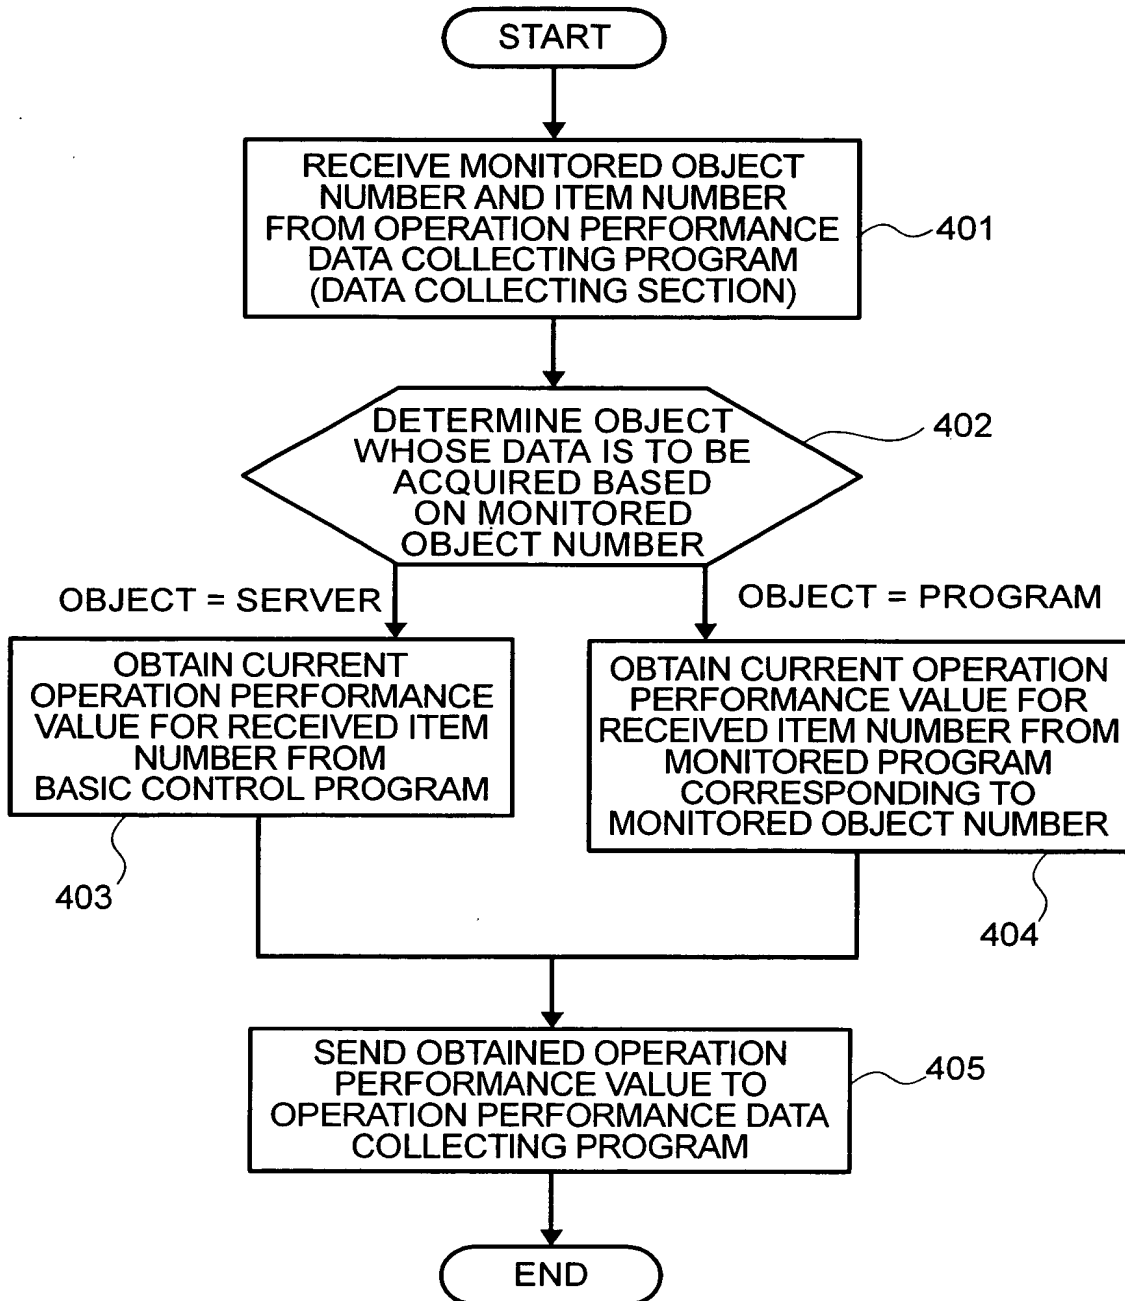 START
RECEIVE MONITORED OBJECT
NUMBER AND ITEM NUMBER
FROM OPERATION PERFORMANCE
DATA COLLECTING PROGRAM
(DATA COLLECTING SECTION)
401
DETERMINE OBJECT
WHOSE DATA IS TO BE
ACQUIRED BASED
ON MONITORED
OBJECT NUMBER
402
OBJECT = SERVER
OBJECT = PROGRAM
OBTAIN CURRENT
OPERATION PERFORMANCE
VALUE FOR RECEIVED ITEM
NUMBER FROM
BASIC CONTROL PROGRAM
403
OBTAIN CURRENT OPERATION
PERFORMANCE VALUE FOR
RECEIVED ITEM NUMBER FROM
MONITORED PROGRAM
CORRESPONDING TO
MONITORED OBJECT NUMBER
404
SEND OBTAINED OPERATION
PERFORMANCE VALUE TO
OPERATION PERFORMANCE DATA
COLLECTING PROGRAM
405
END